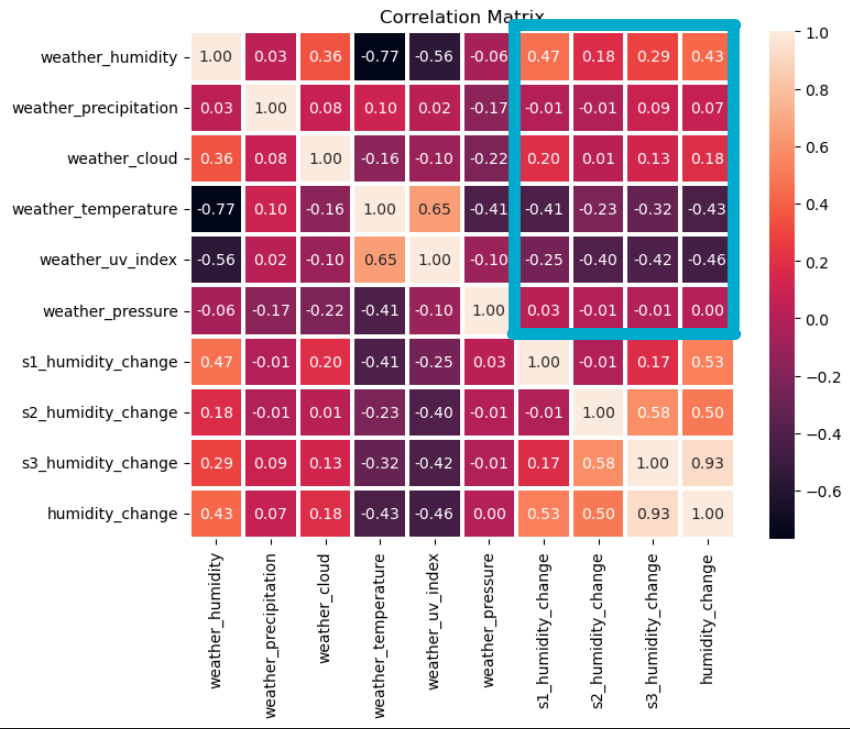 Correlation Matrix
weather_humidity 1.00 0.03 0.36 -0.77 -0.56 -0.06 0.47 0.18 0.29 0.43
weather_precipitation 0.03 1.00 0.08 0.10 0.02 -0.17 -0.01 -0.01 0.09 0.07
weather_cloud 0.36 0.08 1.00 -0.16 -0.10 -0.22 0.20 0.01 0.13 0.18
weather_temperature -0.77 0.10 -0.16 1.00 0.65 -0.41 -0.41 -0.23 -0.32 -0.43
weather_uv_index -0.56 0.02 -0.10 0.65 1.00 -0.10 -0.25 -0.40 -0.42 -0.46
weather_pressure -0.06 -0.17 -0.22 -0.41 -0.10 1.00 0.03 -0.01 -0.01 0.00
s1_humidity_change 0.47 -0.01 0.20 -0.41 -0.25 0.03 1.00 -0.01 0.17 0.53
s2_humidity_change 0.18 -0.01 0.01 -0.23 -0.40 -0.01 -0.01 1.00 0.58 0.50
s3_humidity_change 0.29 0.09 0.13 -0.32 -0.42 -0.01 0.17 0.58 1.00 0.93
humidity_change 0.43 0.07 0.18 -0.43 -0.46 0.00 0.53 0.50 0.93 1.00
weather_humidity
weather_precipitation
weather_cloud
weather_temperature
weather_uv_index
weather_pressure
s1_humidity_change
s2_humidity_change
s3_humidity_change
humidity_change
1.0
0.8
0.6
0.4
0.2
0.0
−0.2
−0.4
−0.6